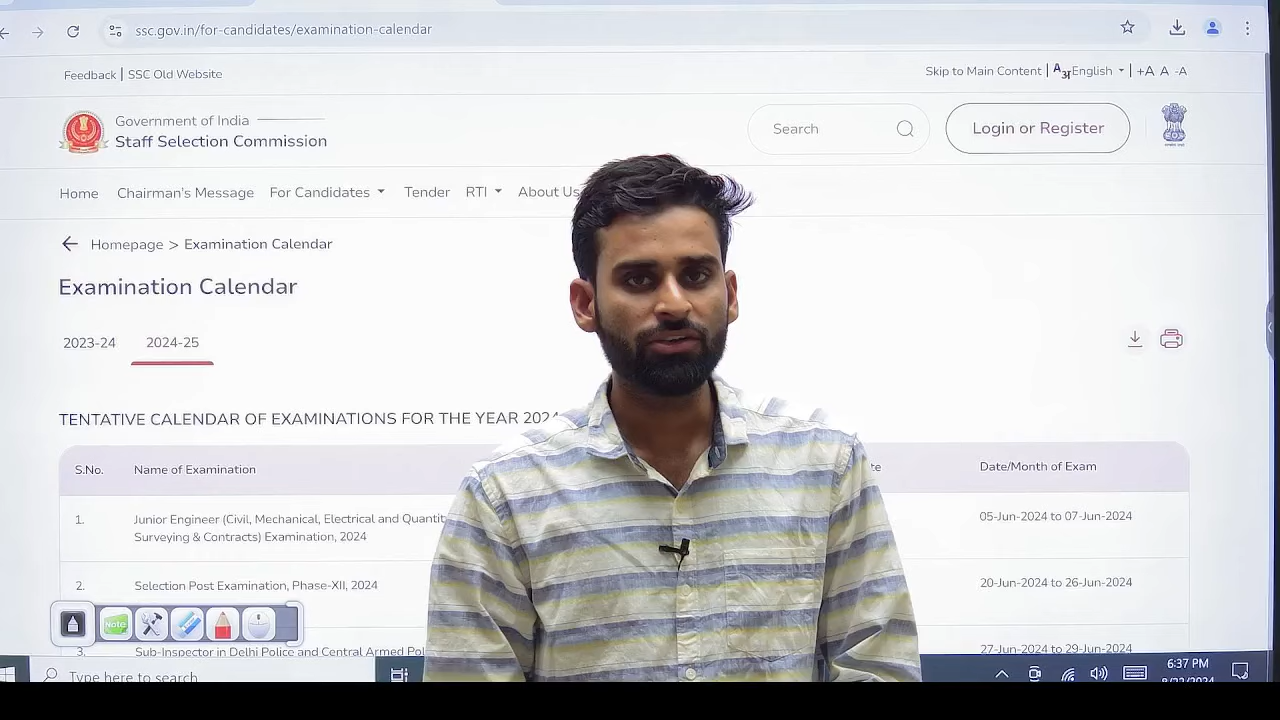 ssc.gov.in/for-candidates/examination-calendar
Feedback | SSC Old Website
Skip to Main Content | English | +A A -A
Government of India
Staff Selection Commission
Search
Login or Register
Home Chairman's Message For Candidates Tender RTI About Us
Homepage > Examination Calendar
Examination Calendar
2023-24 2024-25
TENTATIVE CALENDAR OF EXAMINATIONS FOR THE YEAR 2024
S.No. Name of Examination Date/Month of Exam
1. Junior Engineer (Civil, Mechanical, Electrical and Quantit 05-Jun-2024 to 07-Jun-2024
Surveying & Contracts) Examination, 2024
2. Selection Post Examination, Phase-XII, 2024 20-Jun-2024 to 26-Jun-2024
Note
3. Sub-Inspector in Delhi Police and Central Armed Pol 27-Jun-2024 to 29-Jun-2024
Type here to search
6:37 PM